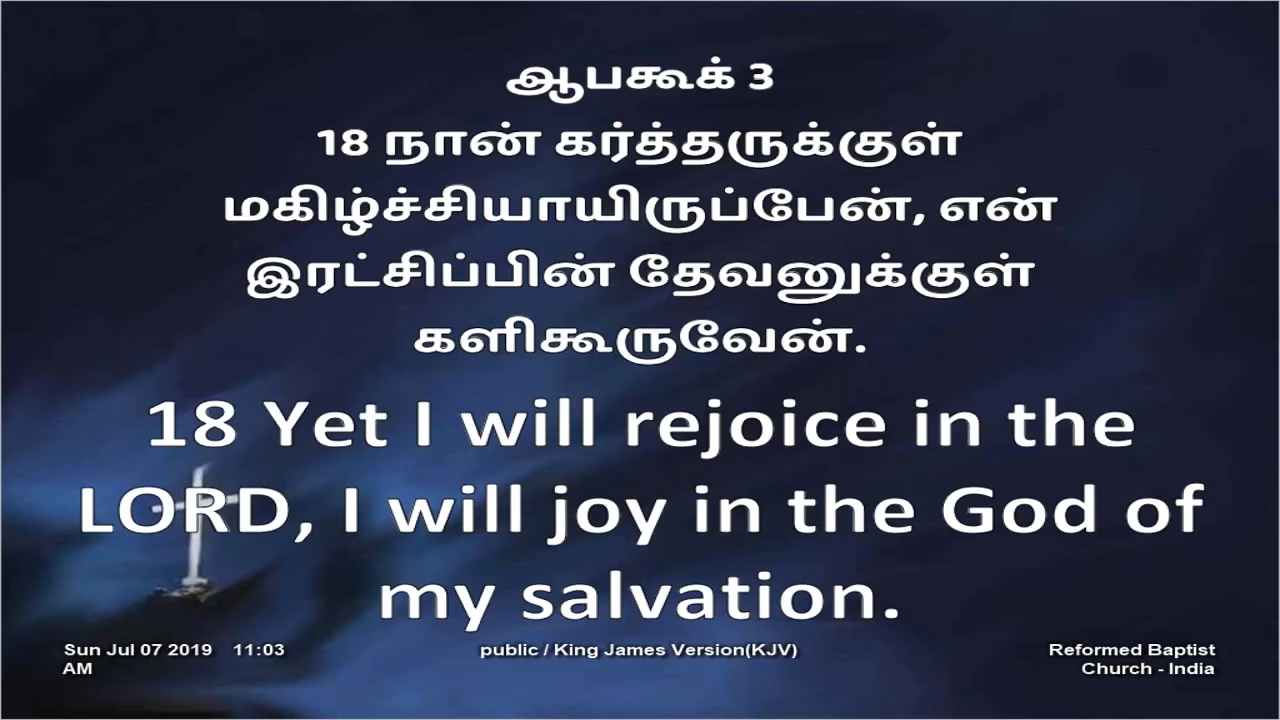 ஆபகூக் 3
18 நான் கர்த்தருக்குள்
மகிழ்ச்சியாயிருப்பேன், என்
இரட்சிப்பின் தேவனுக்குள்
களிகூருவேன்.
18 Yet I will rejoice in the
LORD, I will joy in the God of
my salvation.
Sun Jul 07 2019 11:03
AM
public / King James Version(KJV)
Reformed Baptist
Church - India